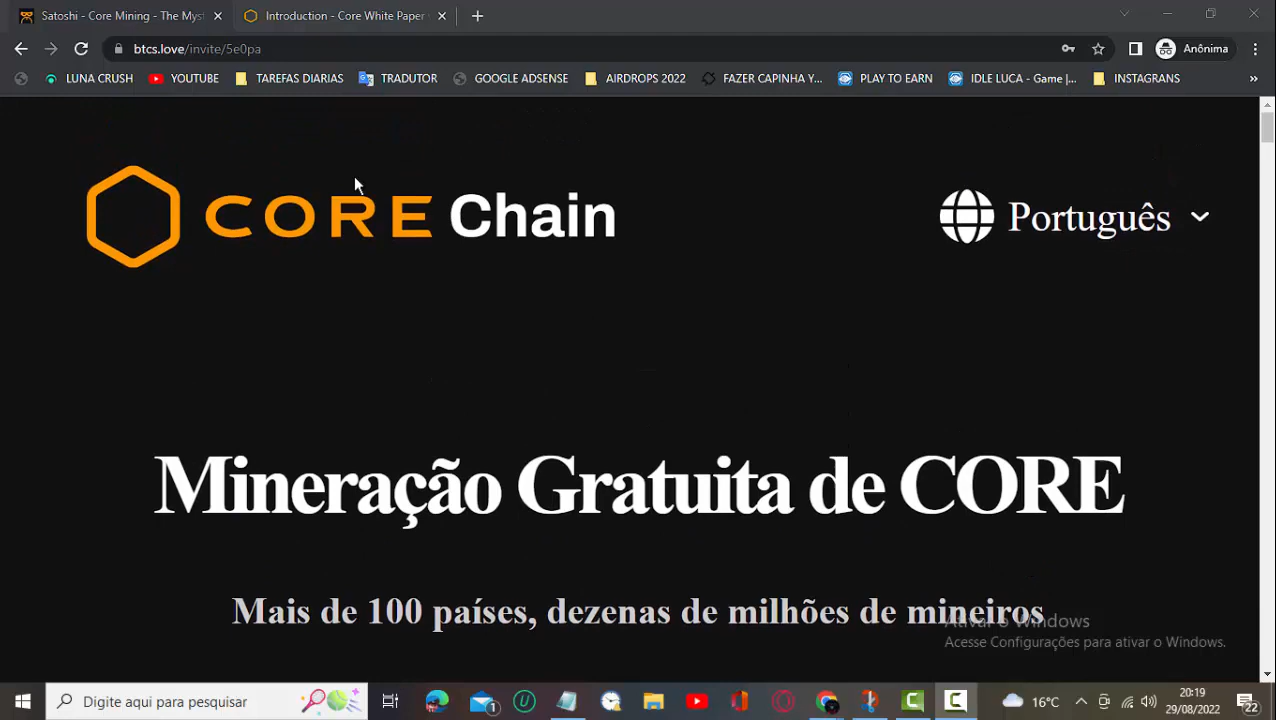 Satoshi - Core Mining - The Myst
Introduction - Core White Paper
btcs.love/invite/5e0pa
Anônima
LUNA CRUSH
YOUTUBE
TAREFAS DIARIAS
TRADUTOR
GOOGLE ADSENSE
AIRDROPS 2022
FAZER CAPINHA Y...
PLAY TO EARN
IDLE LUCA - Game |...
INSTAGRANS
CORE Chain
Português
Mineração Gratuita de CORE
Mais de 100 países, dezenas de milhões de mineiros
Ativar o Windows
Acesse Configurações para ativar o Windows.
Digite aqui para pesquisar
1
16°C
20:19
29/08/2022
22